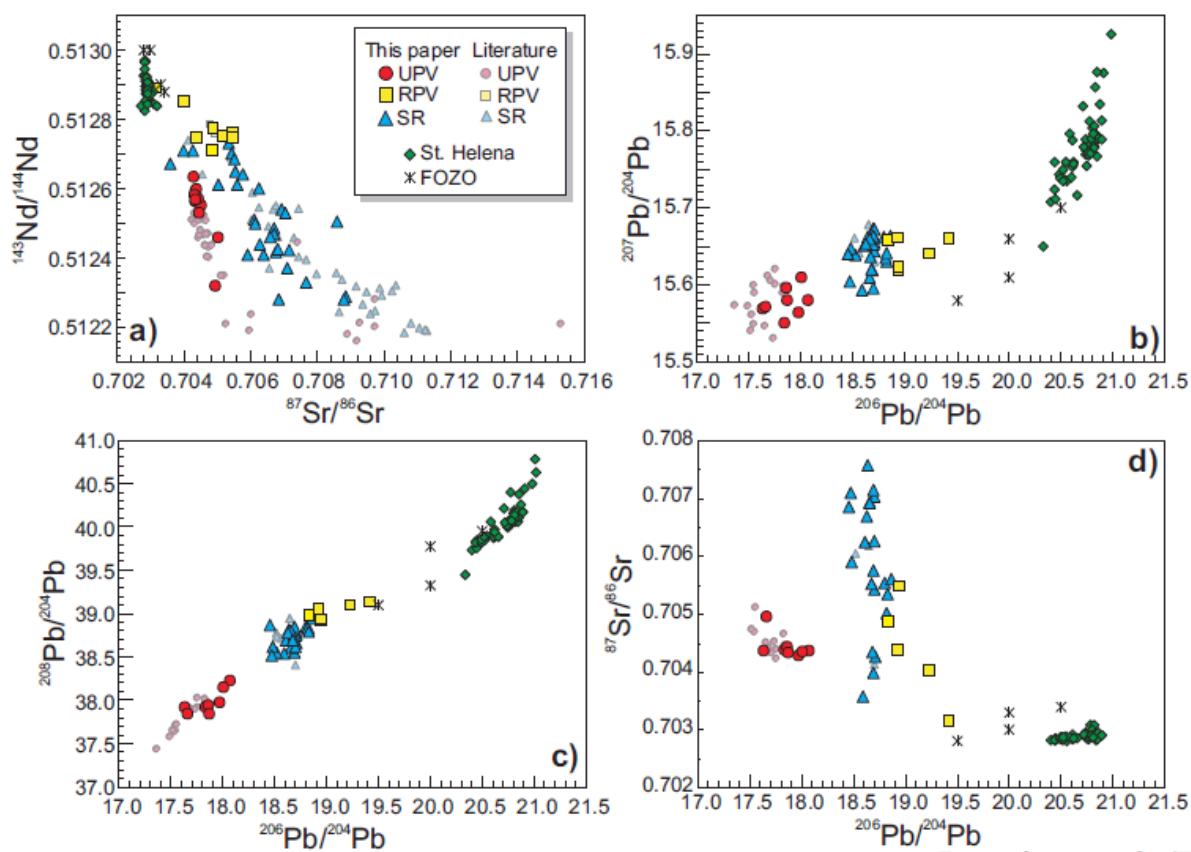 This paper Literature
UPV UPV
RPV RPV
SR SR
St. Helena
FOZO
0.5130
0.5128
0.5126
0.5124
0.5122
¹⁴³Nd/¹⁴⁴Nd
a)
0.702 0.704 0.706 0.708 0.710 0.712 0.714 0.716
⁸⁷Sr/⁸⁶Sr
15.9
15.8
15.7
15.6
15.5
²⁰⁷Pb/²⁰⁴Pb
b)
17.0 17.5 18.0 18.5 19.0 19.5 20.0 20.5 21.0 21.5
²⁰⁶Pb/²⁰⁴Pb
41.0
40.5
40.0
39.5
39.0
38.5
38.0
37.5
37.0
²⁰⁸Pb/²⁰⁴Pb
c)
17.0 17.5 18.0 18.5 19.0 19.5 20.0 20.5 21.0 21.5
²⁰⁶Pb/²⁰⁴Pb
0.708
0.707
0.706
0.705
0.704
0.703
0.702
⁸⁷Sr/⁸⁶Sr
d)
17.0 17.5 18.0 18.5 19.0 19.5 20.0 20.5 21.0 21.5
²⁰⁶Pb/²⁰⁴Pb